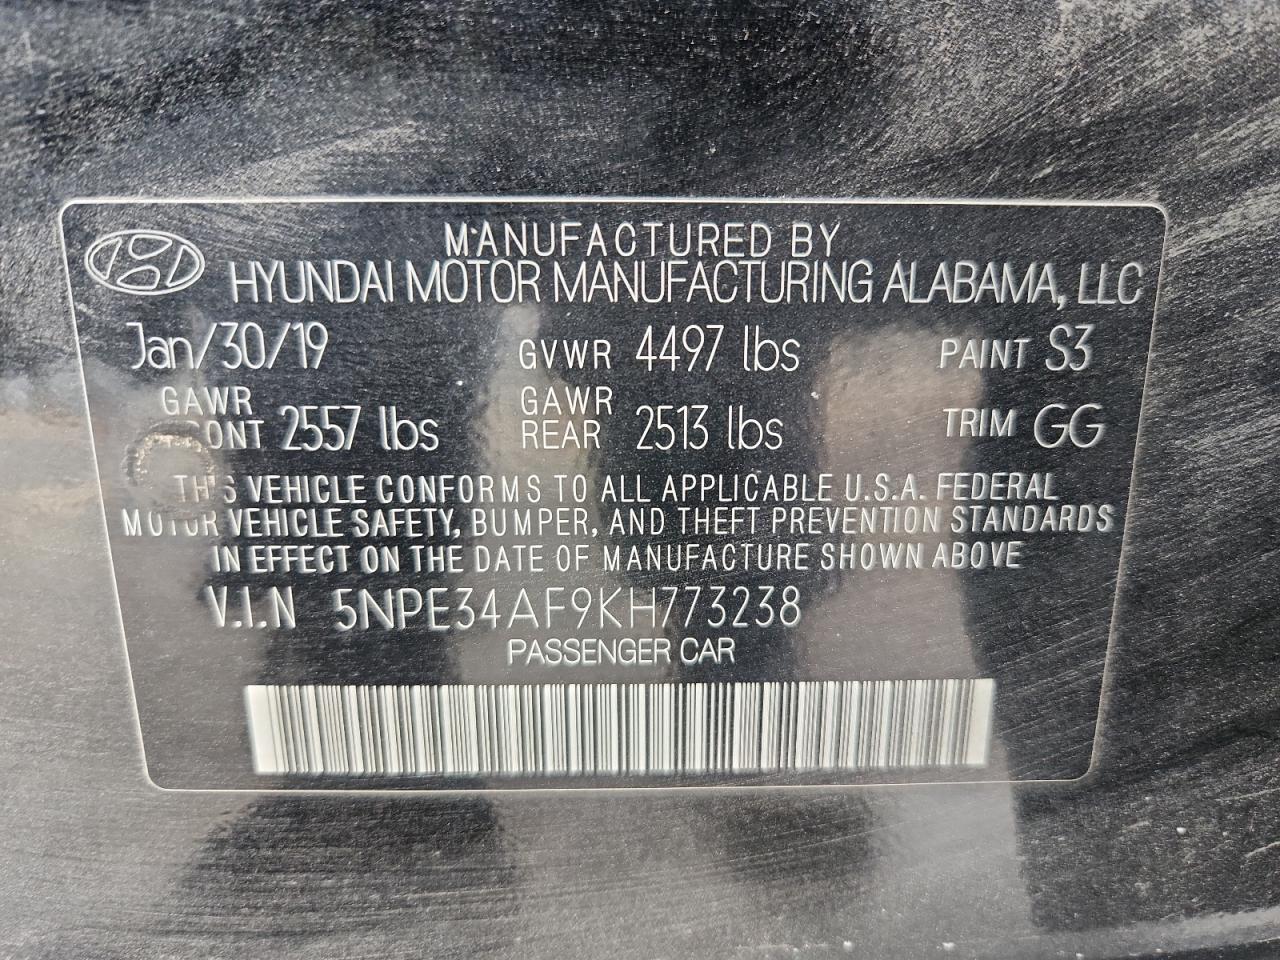 MANUFACTURED BY
HYUNDAI MOTOR MANUFACTURING ALABAMA, LLC
Jan/30/19 GVWR 4497 lbs PAINT S3
GAWR 2557 lbs GAWR REAR 2513 lbs TRIM GG
THIS VEHICLE CONFORMS TO ALL APPLICABLE U.S.A. FEDERAL
MOTOR VEHICLE SAFETY, BUMPER, AND THEFT PREVENTION STANDARDS
IN EFFECT ON THE DATE OF MANUFACTURE SHOWN ABOVE
V.I.N 5NPE34AF9KH773238
PASSENGER CAR